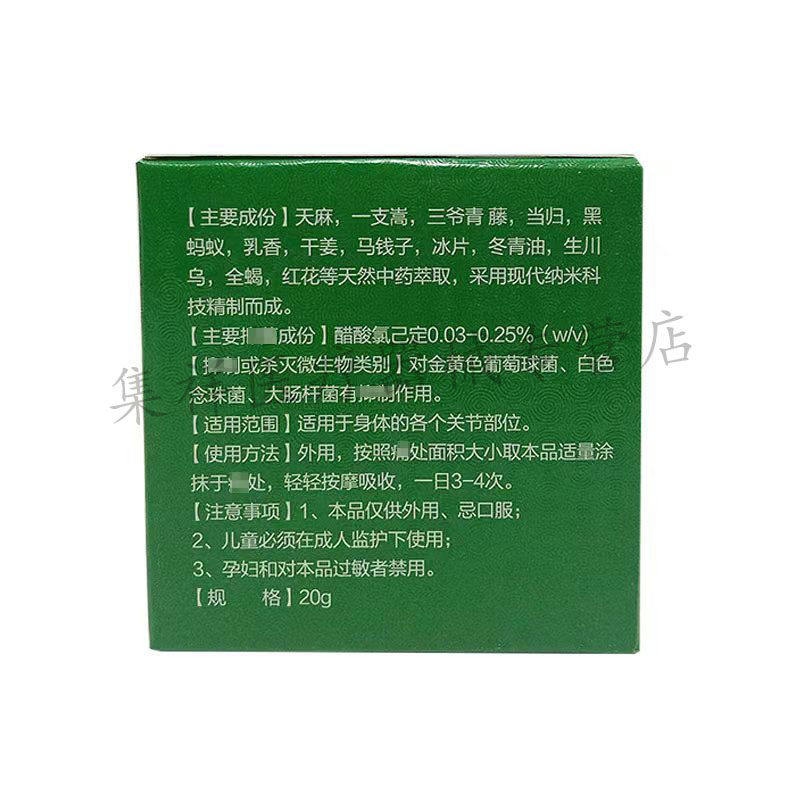 【主要成份】天麻，一支嵩，三爷青 藤，当归，黑
蚂蚁，乳香，干姜，马钱子，冰片，冬青油，生川
乌，全蝎，红花等天然中药萃取，采用现代纳米科
技精制而成。
【主要 成份】醋酸氯己定0.03-0.25%（w/v)
【 制或杀灭微生物类别】对金黄色葡萄球菌、白色
念珠菌、大肠杆菌有抑制作用。
【适用范围】适用于身体的各个关节部位。
【使用方法】外用，按照病处面积大小取本品适量涂
抹于 处，轻轻按摩吸收，一日3-4次。
【注意事项】1、本品仅供外用、忌口服；
2、儿童必须在成人监护下使用；
3、孕妇和对本品过敏者禁用。
【规 格】20g
集 营店